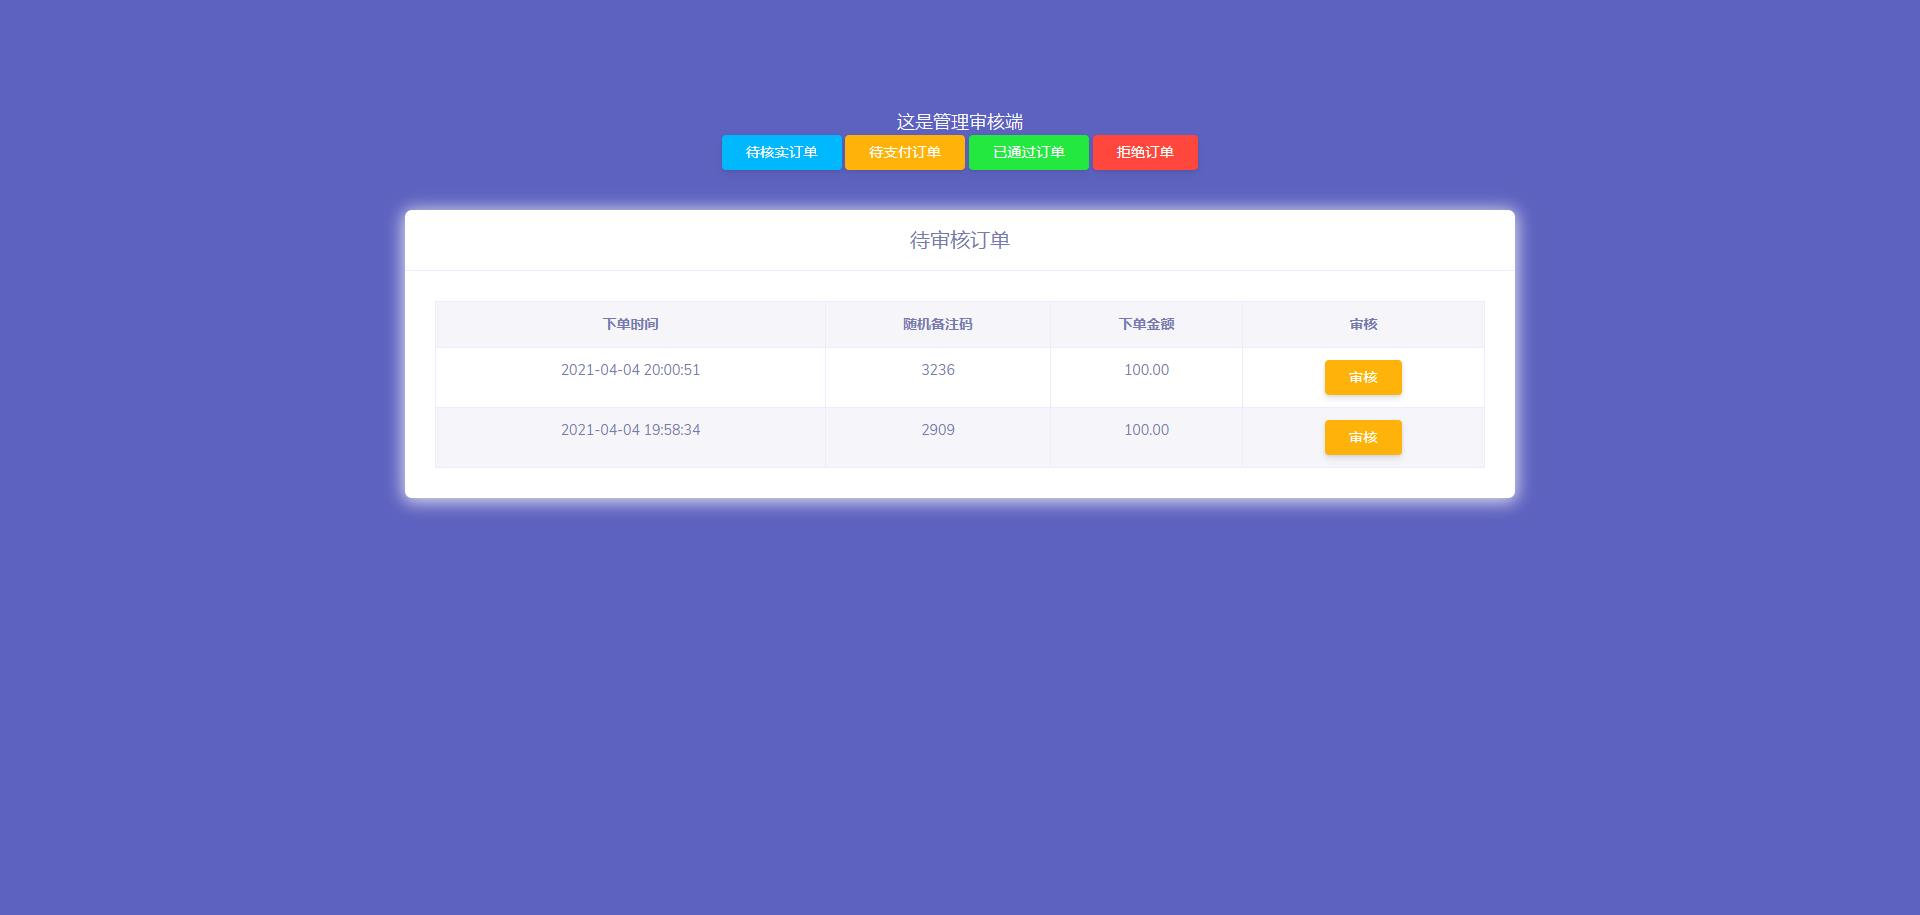 这是管理审核端
待核实订单 待支付订单 已通过订单 拒绝订单
待审核订单
下单时间 随机备注码 下单金额 审核
2021-04-04 20:00:51 3236 100.00 审核
2021-04-04 19:58:34 2909 100.00 审核